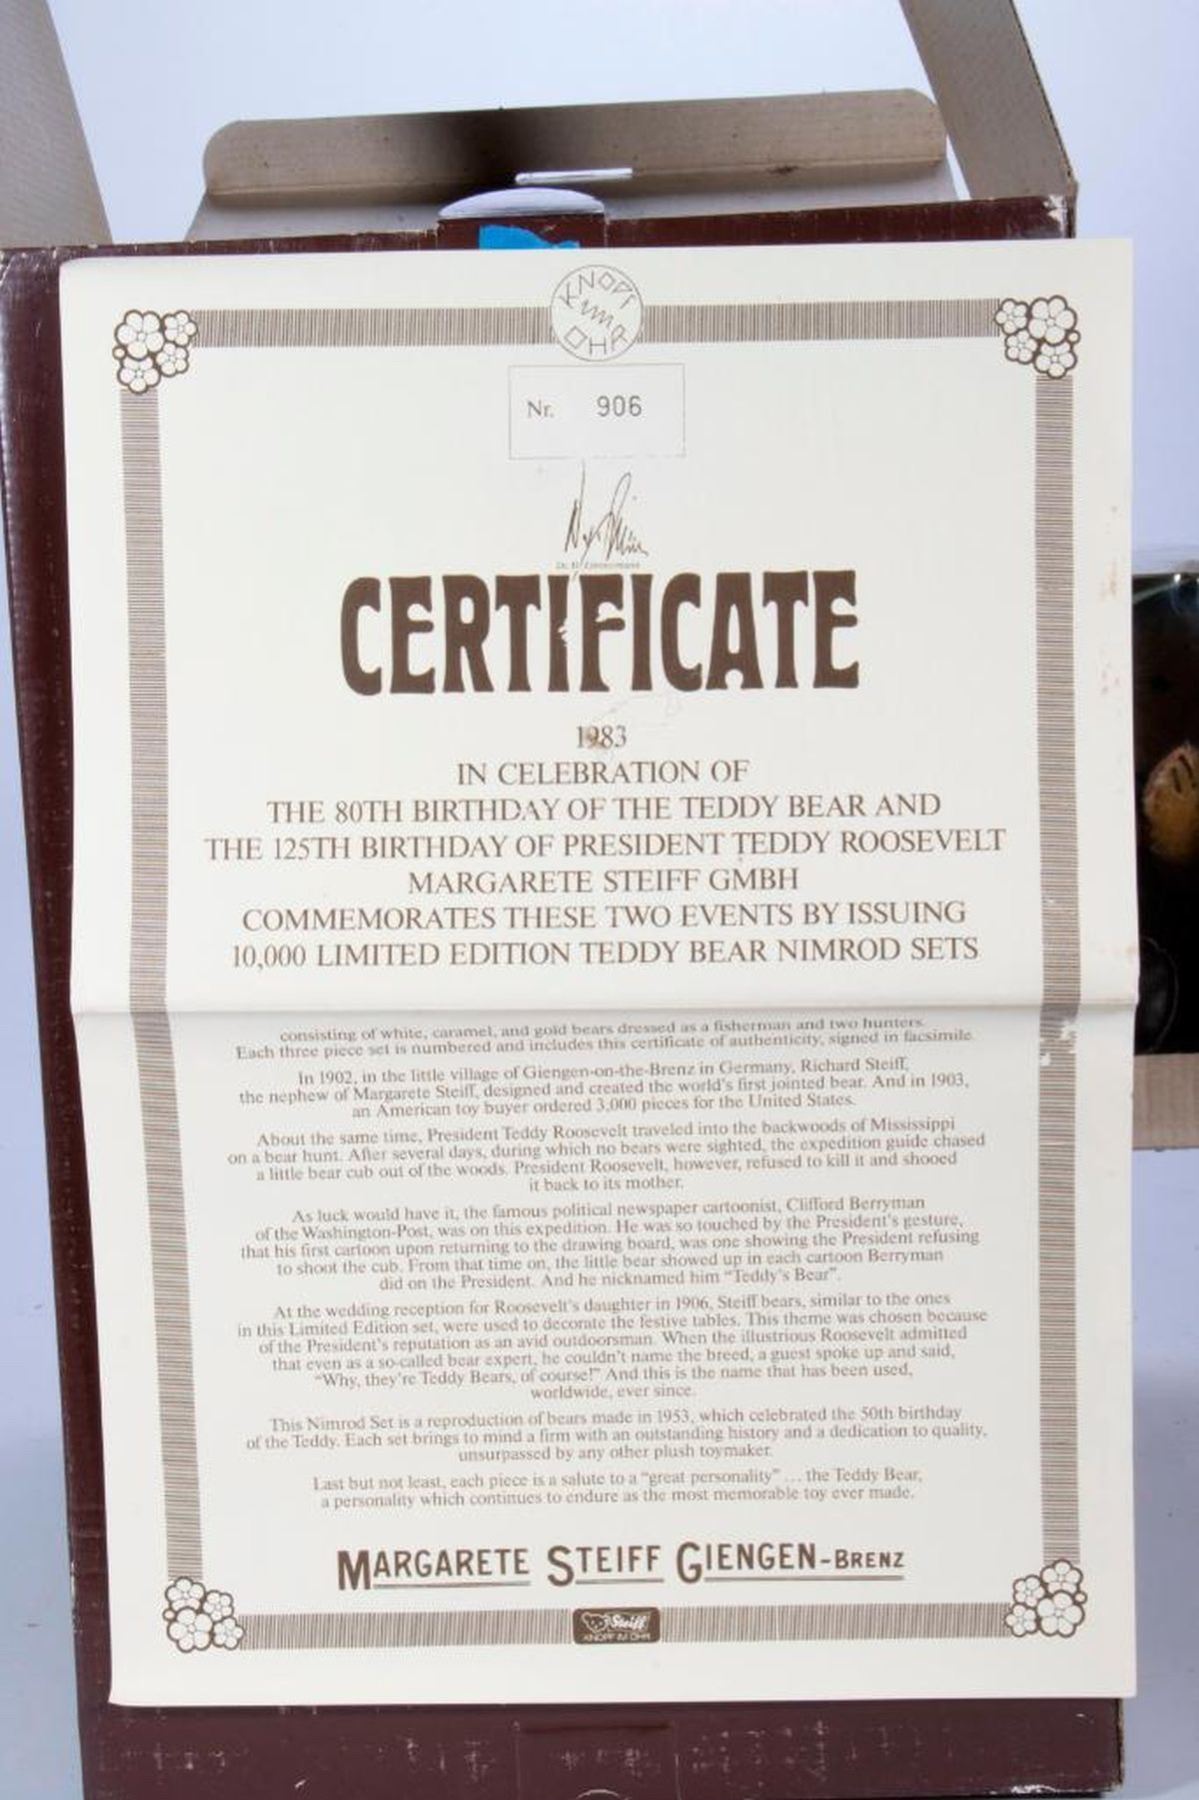 KNOPF
IM
OHR
Nr. 906
CERTIFICATE
1983
IN CELEBRATION OF
THE 80TH BIRTHDAY OF THE TEDDY BEAR AND
THE 125TH BIRTHDAY OF PRESIDENT TEDDY ROOSEVELT
MARGARETE STEIFF GMBH
COMMEMORATES THESE TWO EVENTS BY ISSUING
10,000 LIMITED EDITION TEDDY BEAR NIMROD SETS
consisting of white, caramel, and gold bears dressed as a fisherman and two hunters.
Each three piece set is numbered and includes this certificate of authenticity, signed in facsimile.
In 1902, in the little village of Giengen-on-the-Brenz in Germany, Richard Steiff,
the nephew of Margarete Steiff, designed and created the world's first jointed bear. And in 1903,
an American toy buyer ordered 3,000 pieces for the United States.
About the same time, President Teddy Roosevelt traveled into the backwoods of Mississippi
on a bear hunt. After several days, during which no bears were sighted, the expedition guide chased
a little bear cub out of the woods. President Roosevelt, however, refused to kill it and shooed
it back to its mother.
As luck would have it, the famous political newspaper cartoonist, Clifford Berryman
of the Washington-Post, was on this expedition. He was so touched by the President's gesture,
that his first cartoon upon returning to the drawing board, was one showing the President refusing
to shoot the cub. From that time on, the little bear showed up in each cartoon Berryman
did on the President. And he nicknamed him "Teddy's Bear".
At the wedding reception for Roosevelt's daughter in 1906, Steiff bears, similar to the ones
in this Limited Edition set, were used to decorate the festive tables. This theme was chosen because
of the President's reputation as an avid outdoorsman. When the illustrious Roosevelt admitted
that even as a so-called bear expert, he couldn't name the breed, a guest spoke up and said,
"Why, they're Teddy Bears, of course!" And this is the name that has been used,
worldwide, ever since.
This Nimrod Set is a reproduction of bears made in 1953, which celebrated the 50th birthday
of the Teddy. Each set brings to mind a firm with an outstanding history and a dedication to quality,
unsurpassed by any other plush toymaker.
Last but not least, each piece is a salute to a "great personality" ... the Teddy Bear,
a personality which continues to endure as the most memorable toy ever made.
MARGARETE STEIFF GIENGEN-BRENZ
Steiff
KNOPF IM OHR